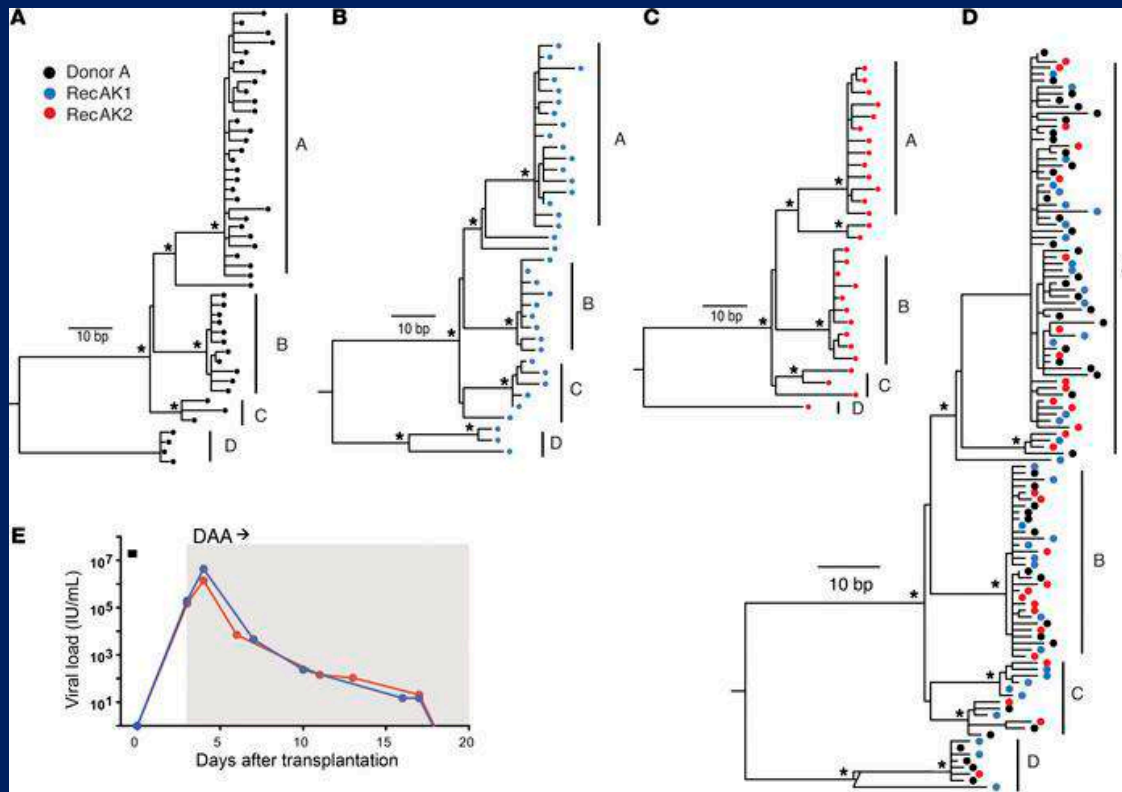 A
Donor A
RecAK1
RecAK2
A
B
C
D
10 bp
*
*
*
*
*
B
A
B
C
D
10 bp
*
*
*
*
*
*
*
C
A
B
C
D
10 bp
*
*
*
*
*
*
D
B
C
D
10 bp
*
*
*
*
*
*
*
E
DAA →
Viral load (IU/mL)
10⁷
10⁵
10³
10¹
0 5 10 15 20
Days after transplantation